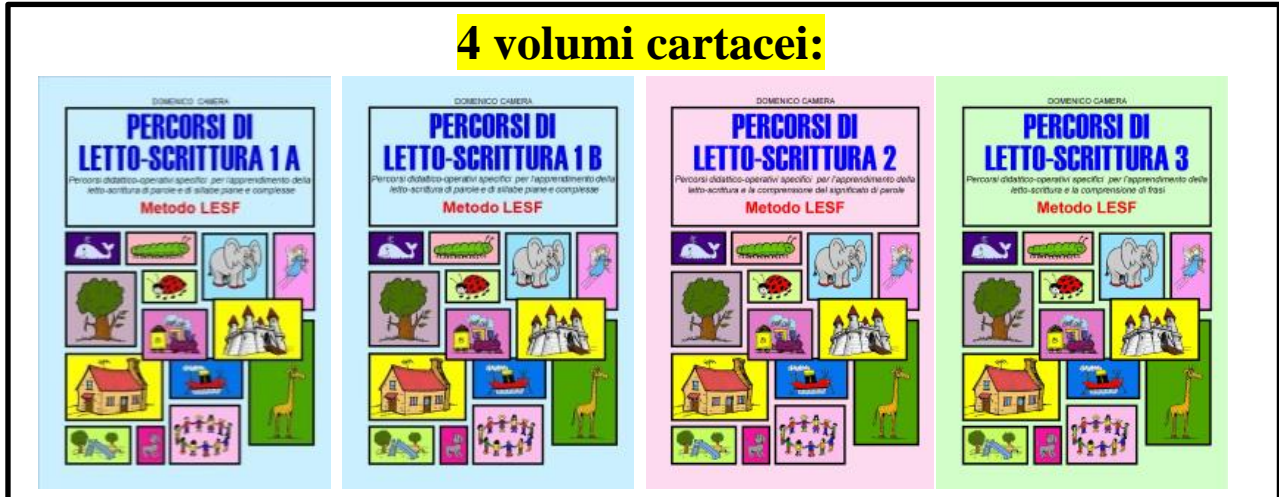 4 volumi cartacei:
DOMENICO CAMERA
PERCORSI DI
LETTO-SCRITTURA 1 A
Percorsi didattico-operativi specifici per l'apprendimento della
letto-scrittura di parole e di sillabe piane e complesse
Metodo LESF
DOMENICO CAMERA
PERCORSI DI
LETTO-SCRITTURA 1 B
Percorsi didattico-operativi specifici per l'apprendimento della
letto-scrittura di parole e di sillabe piane e complesse
Metodo LESF
DOMENICO CAMERA
PERCORSI DI
LETTO-SCRITTURA 2
Percorsi didattico-operativi specifici per l'apprendimento della
letto-scrittura e la comprensione del significato di parole
Metodo LESF
DOMENICO CAMERA
PERCORSI DI
LETTO-SCRITTURA 3
Percorsi didattico-operativi specifici per l'apprendimento della
letto-scrittura e la comprensione di frasi
Metodo LESF